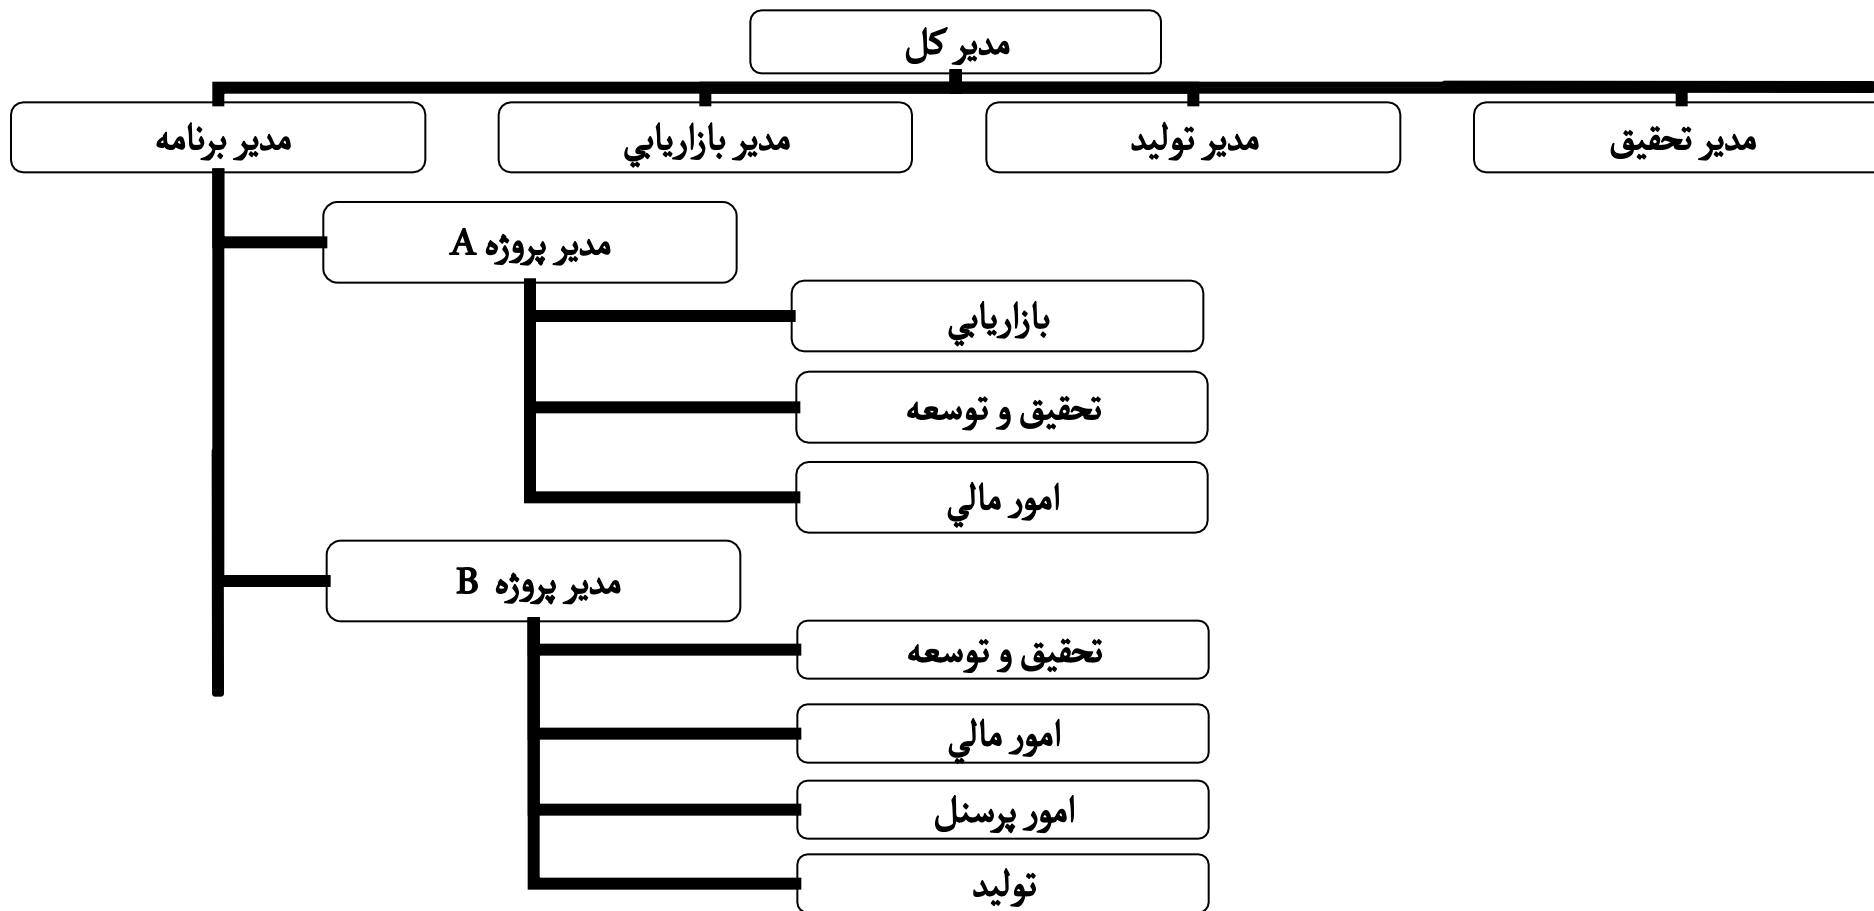 مدير كل
مدير تحقيق
مدير توليد
مدير بازاريابي
مدير برنامه
مدير پروژه A
بازاريابي
تحقيق و توسعه
امور مالي
مدير پروژه B
تحقيق و توسعه
امور مالي
امور پرسنل
توليد